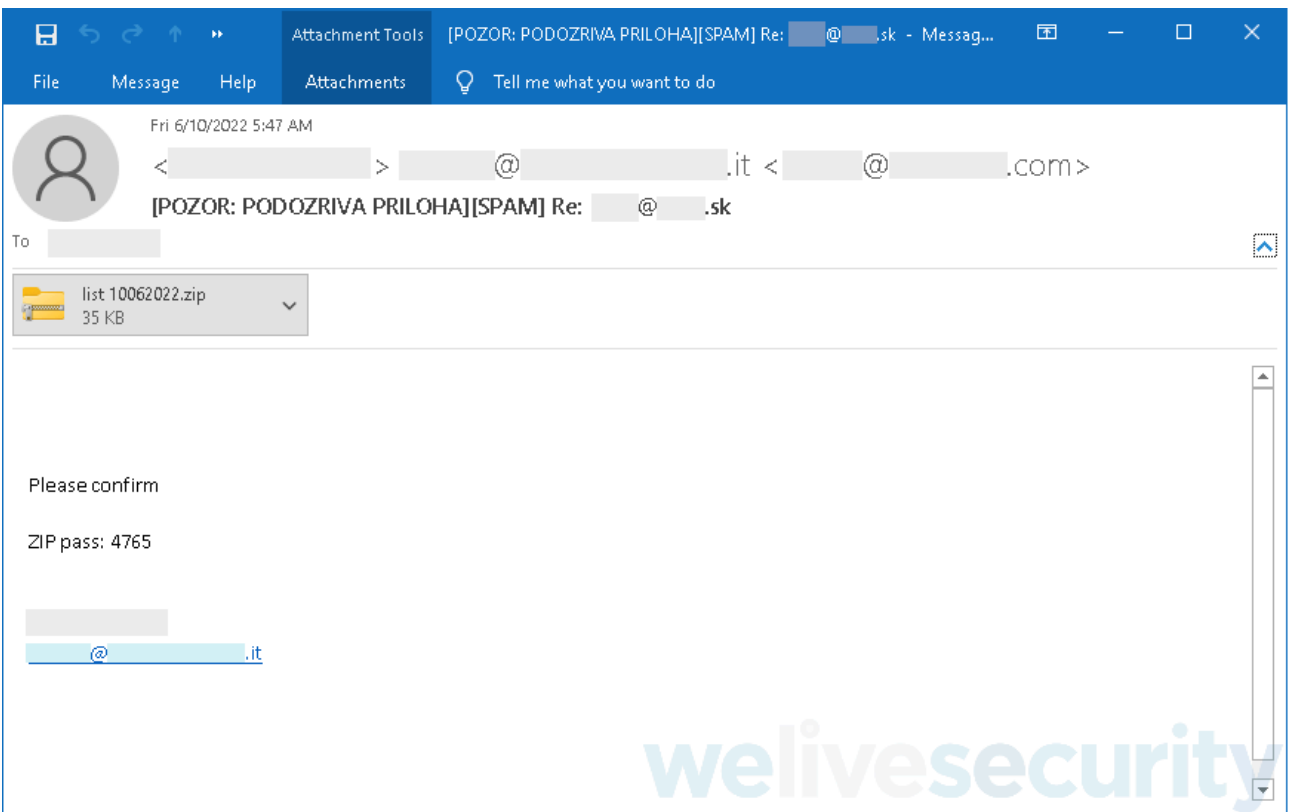 Attachment Tools [POZOR: PODOZRIVA PRILOHA][SPAM] Re: @ .sk - Messag...
File Message Help Attachments Tell me what you want to do
Fri 6/10/2022 5:47 AM
< > @ .it < @ .com>
[POZOR: PODOZRIVA PRILOHA][SPAM] Re: @ .sk
To
list 10062022.zip
35 KB
Please confirm
ZIP pass: 4765
@ .it
welivesecurity